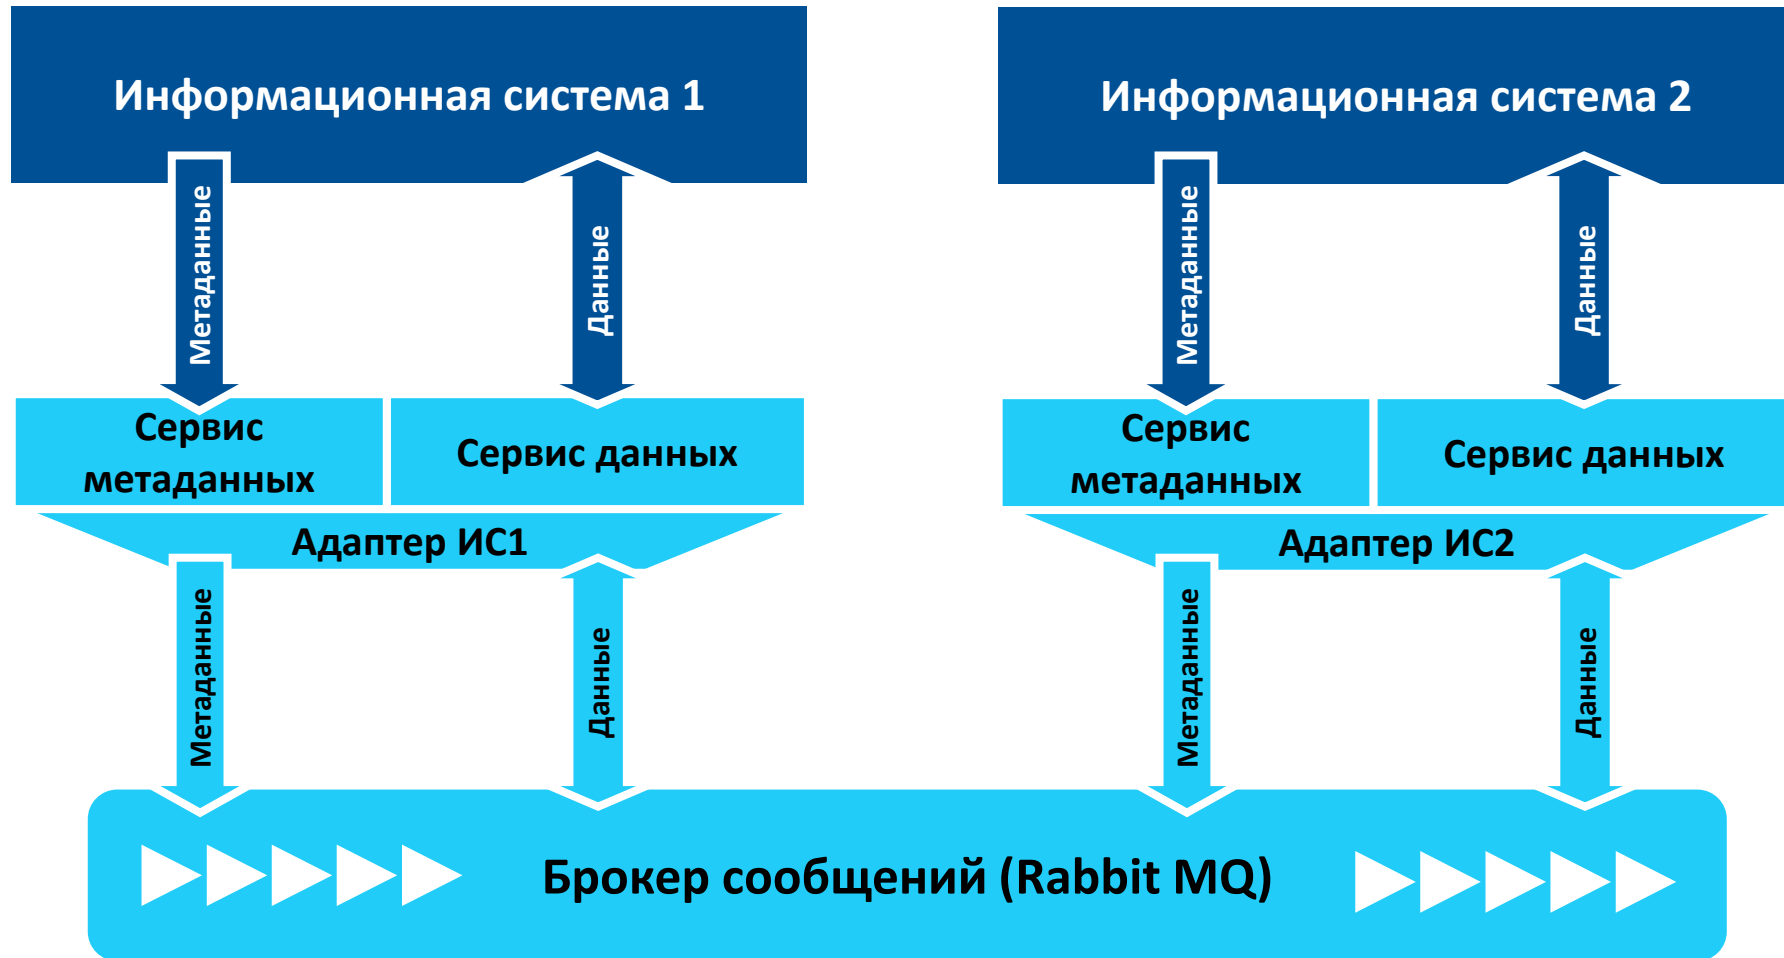 Информационная система 1
Информационная система 2
Метаданные
Данные
Метаданные
Данные
Сервис
метаданных
Сервис данных
Сервис
метаданных
Сервис данных
Адаптер ИС1
Адаптер ИС2
Метаданные
Данные
Метаданные
Данные
Брокер сообщений (Rabbit MQ)